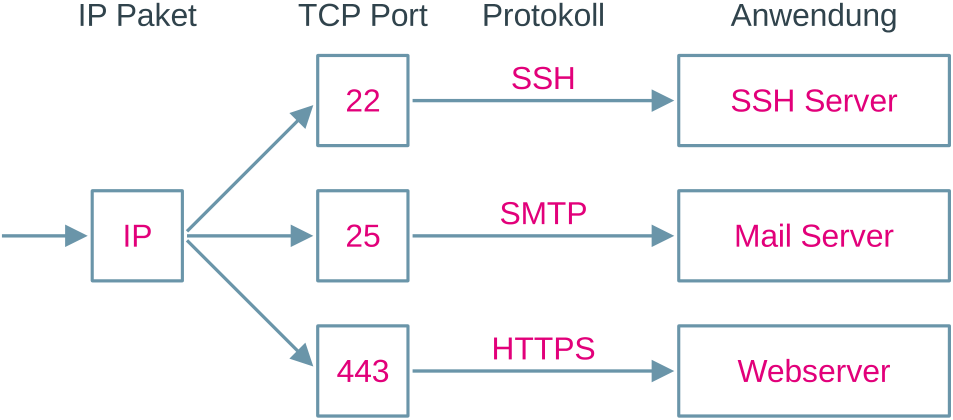 IP Paket TCP Port Protokoll Anwendung
22 SSH SSH Server
IP 25 SMTP Mail Server
443 HTTPS Webserver